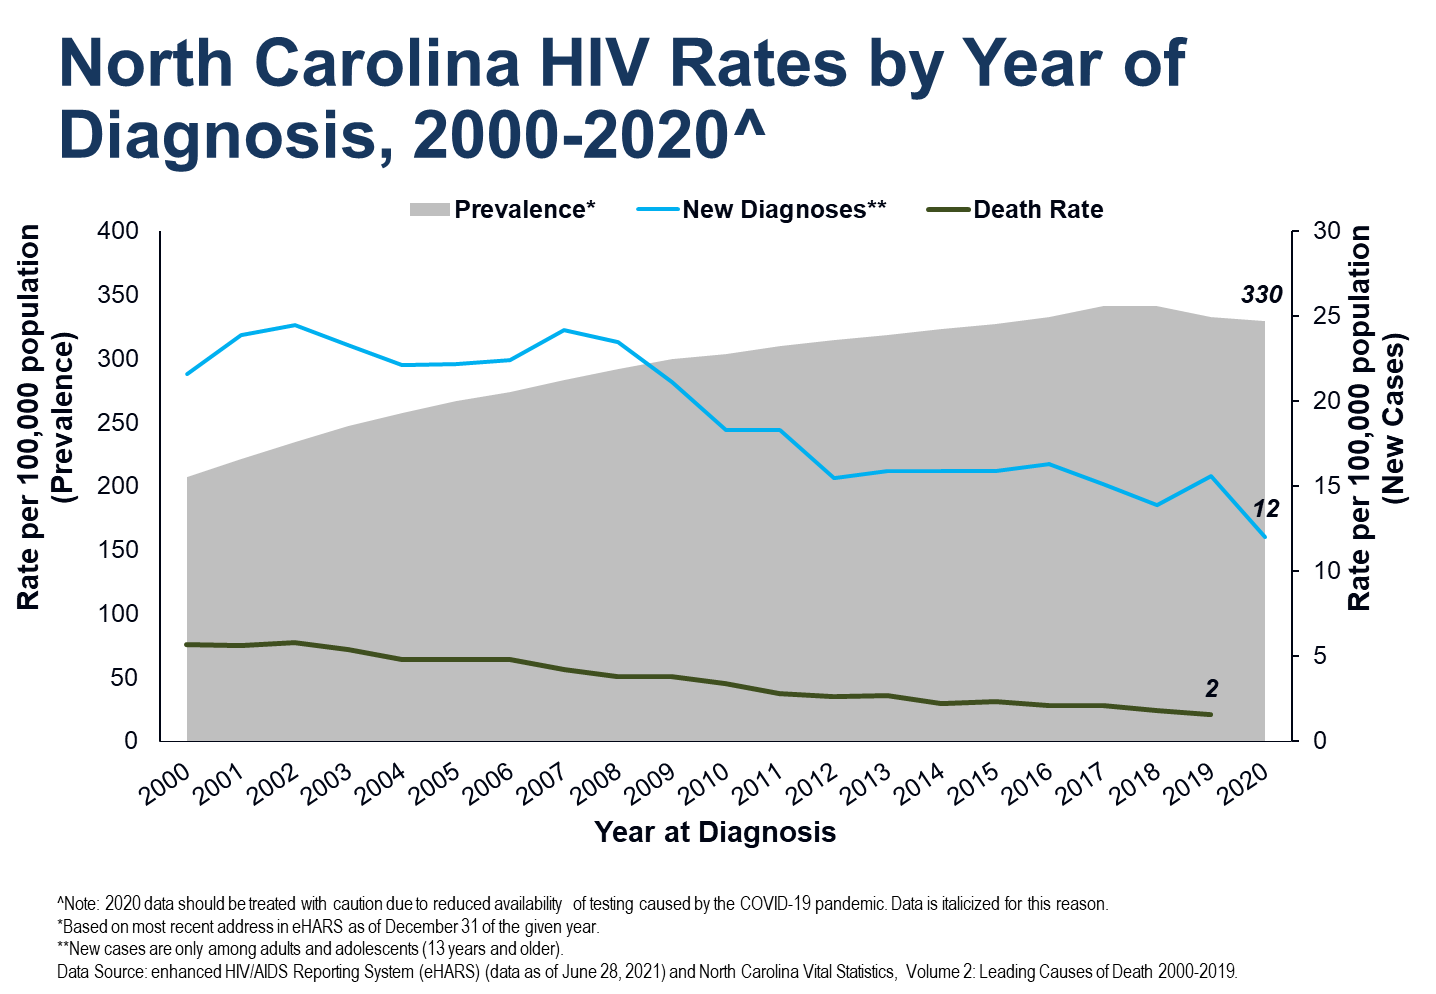 North Carolina HIV Rates by Year of
Diagnosis, 2000-2020^
Prevalence*
New Diagnoses**
Death Rate
Rate per 100,000 population
(Prevalence)
400
350
300
250
200
150
100
50
0
330
12
2
30
25
20
15
10
5
0
Rate per 100,000 population
(New Cases)
2000
2001
2002
2003
2004
2005
2006
2007
2008
2009
2010
2011
2012
2013
2014
2015
2016
2017
2018
2019
2020
Year at Diagnosis
^Note: 2020 data should be treated with caution due to reduced availability of testing caused by the COVID-19 pandemic. Data is italicized for this reason.
*Based on most recent address in eHARS as of December 31 of the given year.
**New cases are only among adults and adolescents (13 years and older).
Data Source: enhanced HIV/AIDS Reporting System (eHARS) (data as of June 28, 2021) and North Carolina Vital Statistics, Volume 2: Leading Causes of Death 2000-2019.